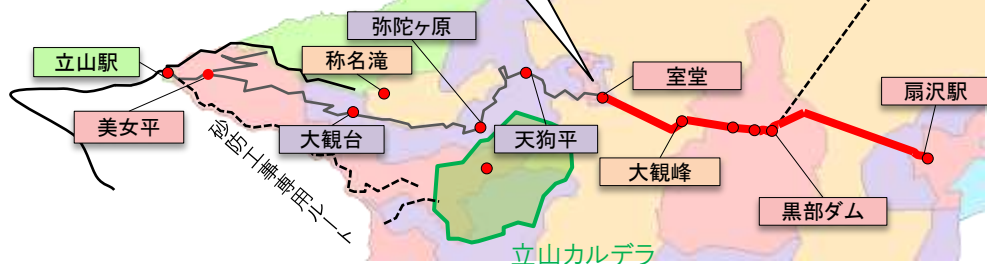 弥陀ヶ原
立山駅
称名滝
室堂
扇沢駅
美女平
大観台
天狗平
大観峰
黒部ダム
砂防工事専用ルート
立山カルデラ